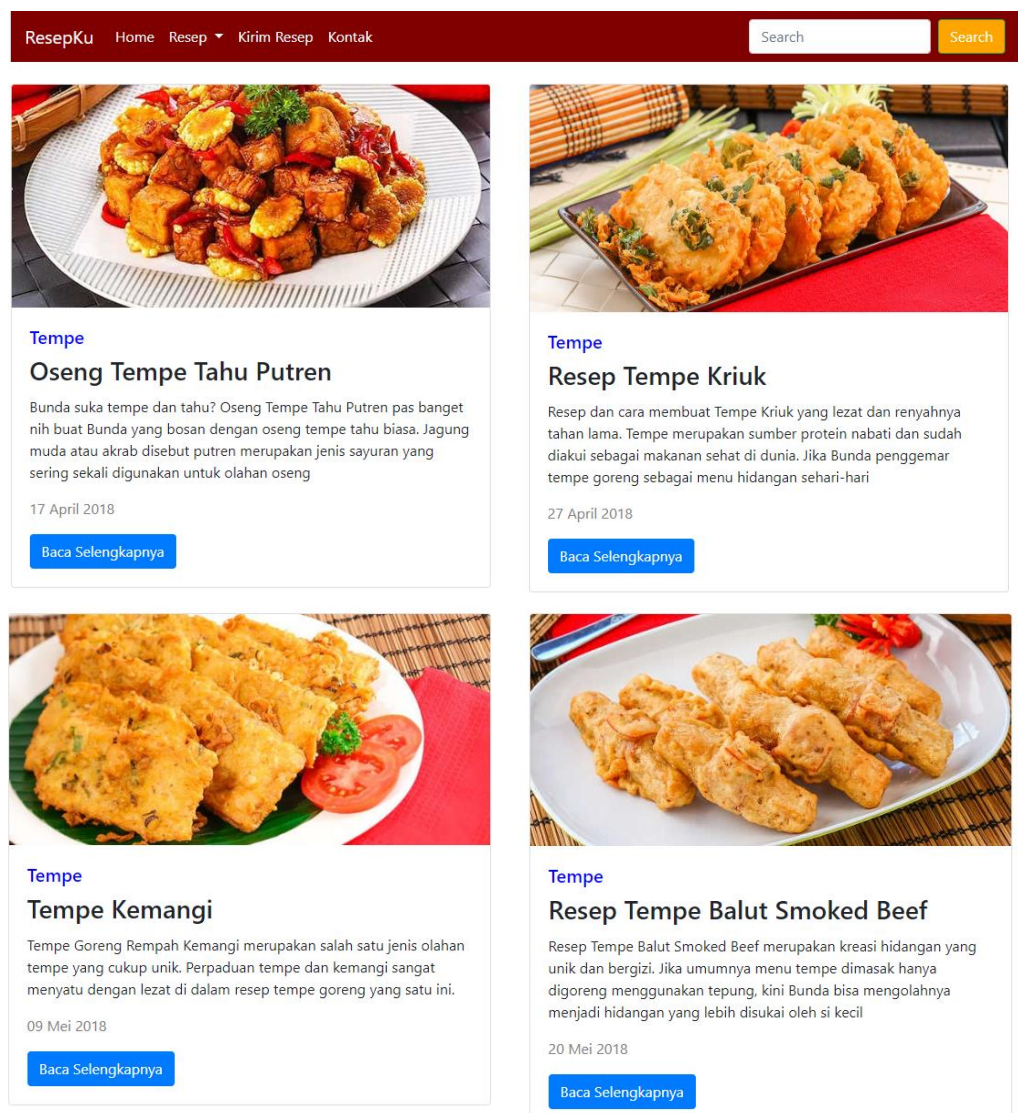 ResepKu Home Resep Kirim Resep Kontak Search Search
Tempe
Oseng Tempe Tahu Putren
Bunda suka tempe dan tahu? Oseng Tempe Tahu Putren pas banget
nih buat Bunda yang bosan dengan oseng tempe tahu biasa. Jagung
muda atau akrab disebut putren merupakan jenis sayuran yang
sering sekali digunakan untuk olahan oseng
17 April 2018
Baca Selengkapnya
Tempe
Resep Tempe Kriuk
Resep dan cara membuat Tempe Kriuk yang lezat dan renyahnya
tahan lama. Tempe merupakan sumber protein nabati dan sudah
diakui sebagai makanan sehat di dunia. Jika Bunda penggemar
tempe goreng sebagai menu hidangan sehari-hari
27 April 2018
Baca Selengkapnya
Tempe
Tempe Kemangi
Tempe Goreng Rempah Kemangi merupakan salah satu jenis olahan
tempe yang cukup unik. Perpaduan tempe dan kemangi sangat
menyatu dengan lezat di dalam resep tempe goreng yang satu ini.
09 Mei 2018
Baca Selengkapnya
Tempe
Resep Tempe Balut Smoked Beef
Resep Tempe Balut Smoked Beef merupakan kreasi hidangan yang
unik dan bergizi. Jika umumnya menu tempe dimasak hanya
digoreng menggunakan tepung, kini Bunda bisa mengolahnya
menjadi hidangan yang lebih disukai oleh si kecil
20 Mei 2018
Baca Selengkapnya